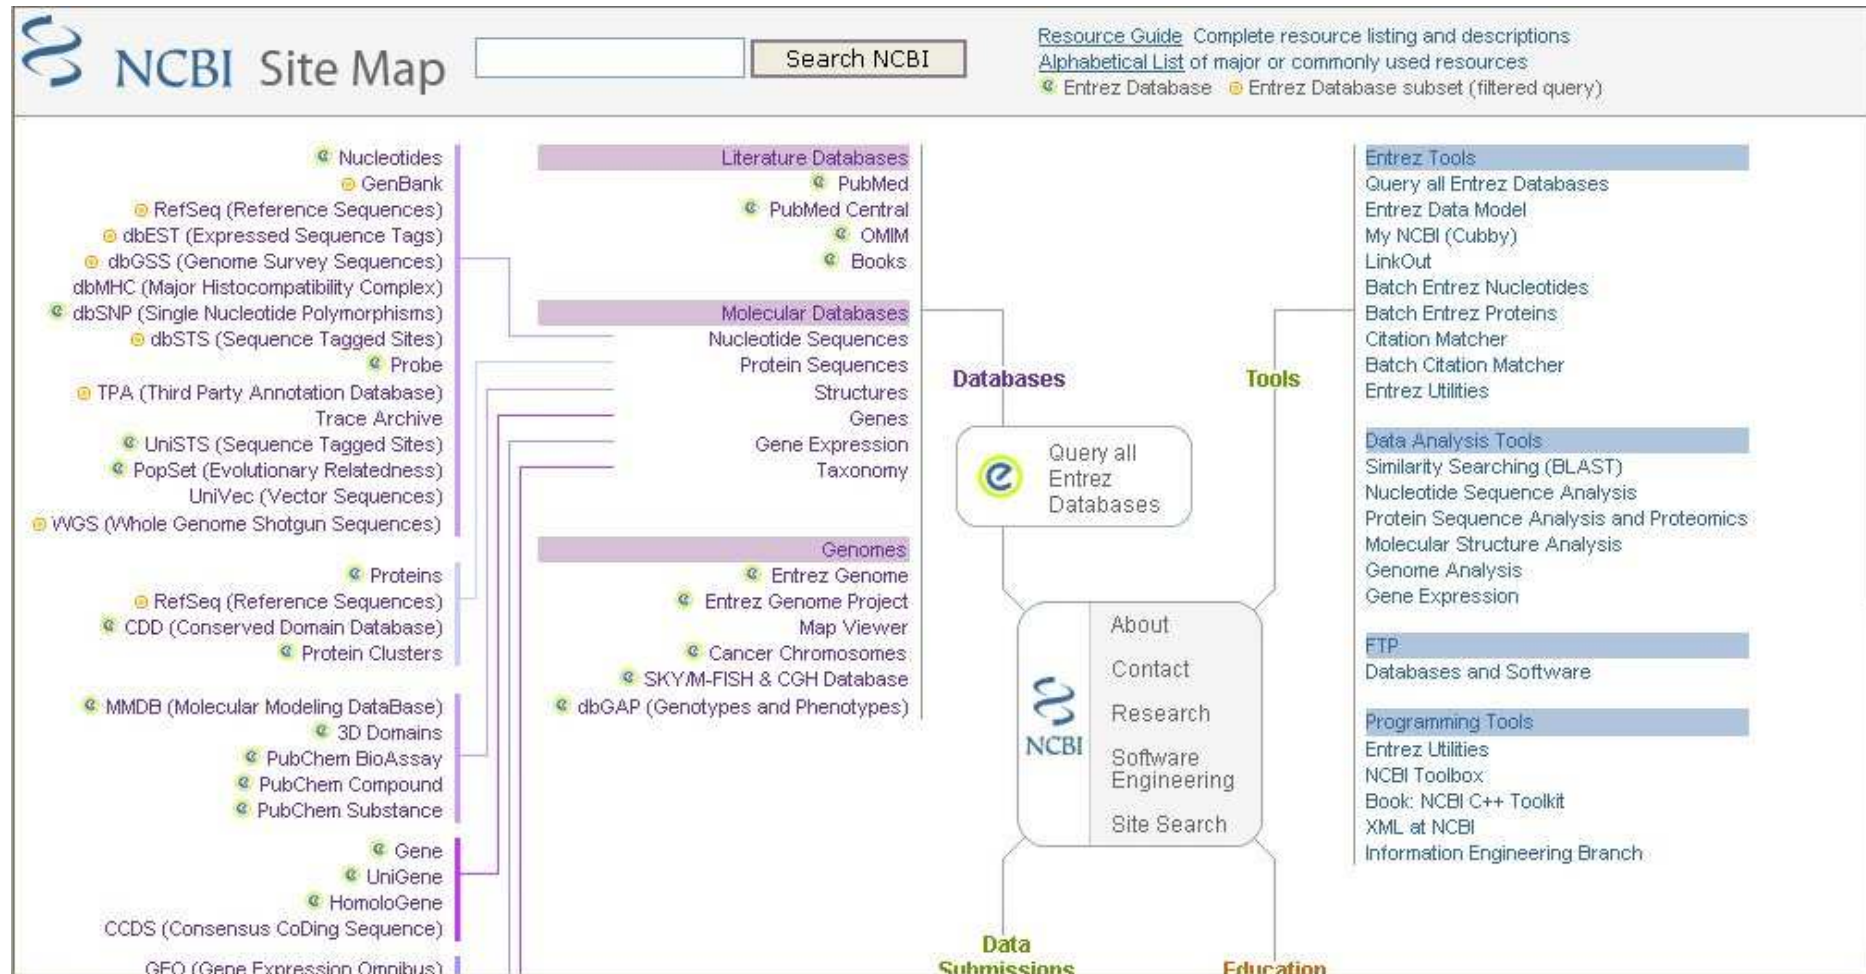 NCBI Site Map
Search NCBI
Resource Guide Complete resource listing and descriptions
Alphabetical List of major or commonly used resources
Entrez Database Entrez Database subset (filtered query)
Nucleotides
GenBank
RefSeq (Reference Sequences)
dbEST (Expressed Sequence Tags)
dbGSS (Genome Survey Sequences)
dbMHC (Major Histocompatibility Complex)
dbSNP (Single Nucleotide Polymorphisms)
dbSTS (Sequence Tagged Sites)
Probe
TPA (Third Party Annotation Database)
Trace Archive
UniSTS (Sequence Tagged Sites)
PopSet (Evolutionary Relatedness)
UniVec (Vector Sequences)
WGS (Whole Genome Shotgun Sequences)
Proteins
RefSeq (Reference Sequences)
CDD (Conserved Domain Database)
Protein Clusters
MMDB (Molecular Modeling DataBase)
3D Domains
PubChem BioAssay
PubChem Compound
PubChem Substance
Gene
UniGene
HomoloGene
CCDS (Consensus CoDing Sequence)
GEO (Gene Expression Omnibus)
Literature Databases
PubMed
PubMed Central
OMIM
Books
Molecular Databases
Nucleotide Sequences
Protein Sequences
Structures
Genes
Gene Expression
Taxonomy
Genomes
Entrez Genome
Entrez Genome Project
Map Viewer
Cancer Chromosomes
SKY/M-FISH & CGH Database
dbGAP (Genotypes and Phenotypes)
Databases
Tools
Query all
Entrez
Databases
NCBI
About
Contact
Research
Software
Engineering
Site Search
Data
Submissions
Education
Entrez Tools
Query all Entrez Databases
Entrez Data Model
My NCBI (Cubby)
LinkOut
Batch Entrez Nucleotides
Batch Entrez Proteins
Citation Matcher
Batch Citation Matcher
Entrez Utilities
Data Analysis Tools
Similarity Searching (BLAST)
Nucleotide Sequence Analysis
Protein Sequence Analysis and Proteomics
Molecular Structure Analysis
Genome Analysis
Gene Expression
FTP
Databases and Software
Programming Tools
Entrez Utilities
NCBI Toolbox
Book: NCBI C++ Toolkit
XML at NCBI
Information Engineering Branch